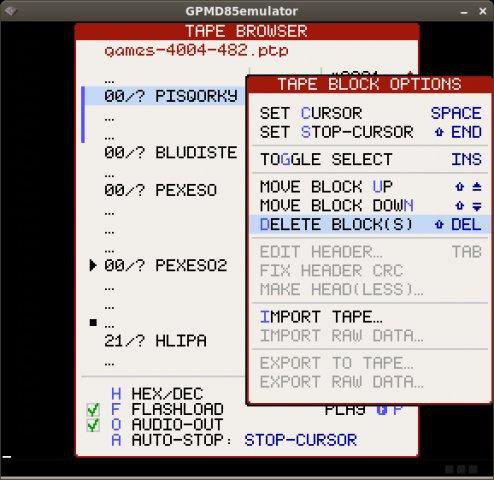 GPMD85emulator
TAPE BROWSER
games-4004-482.ptp
...
00/? PISQORKY
...
...
00/? BLUDISTE
...
00/? PEXESO
...
...
...
00/? PEXESO2
...
...
...
21/? HLIPA
...
H HEX/DEC
F FLASHLOAD
O AUDIO-OUT
A AUTO-STOP: STOP-CURSOR
PLAY
P
TAPE BLOCK OPTIONS
SET CURSOR SPACE
SET STOP-CURSOR ⇧ END
TOGGLE SELECT INS
MOVE BLOCK UP ⇧
MOVE BLOCK DOWN ⇧
DELETE BLOCK(S) ⇧ DEL
EDIT HEADER... TAB
FIX HEADER CRC
MAKE HEAD(LESS)...
IMPORT TAPE...
IMPORT RAW DATA...
EXPORT TO TAPE...
EXPORT RAW DATA...